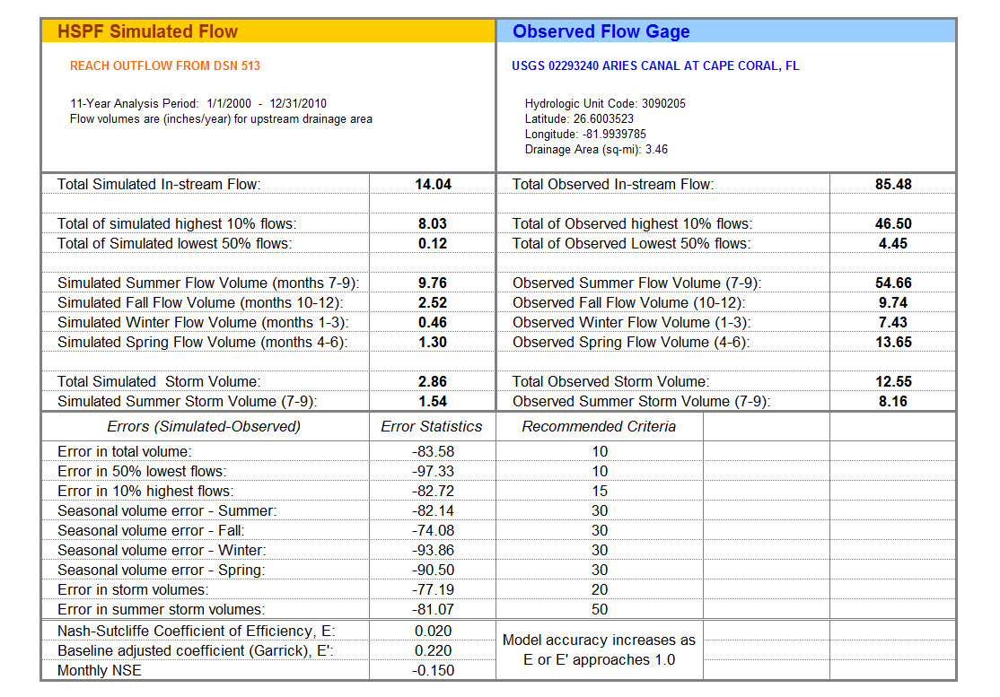 HSPF Simulated Flow
Observed Flow Gage
REACH OUTFLOW FROM DSN 513
USGS 02293240 ARIES CANAL AT CAPE CORAL, FL
11-Year Analysis Period:  1/1/2000  -  12/31/2010
Flow volumes are (inches/year) for upstream drainage area
Hydrologic Unit Code: 3090205
Latitude: 26.6003523
Longitude: -81.9939785
Drainage Area (sq-mi): 3.46
Total Simulated In-stream Flow: 14.04 Total Observed In-stream Flow: 85.48
Total of simulated highest 10% flows: 8.03 Total of Observed highest 10% flows: 46.50
Total of Simulated lowest 50% flows: 0.12 Total of Observed Lowest 50% flows: 4.45
Simulated Summer Flow Volume (months 7-9): 9.76 Observed Summer Flow Volume (7-9): 54.66
Simulated Fall Flow Volume (months 10-12): 2.52 Observed Fall Flow Volume (10-12): 9.74
Simulated Winter Flow Volume (months 1-3): 0.46 Observed Winter Flow Volume (1-3): 7.43
Simulated Spring Flow Volume (months 4-6): 1.30 Observed Spring Flow Volume (4-6): 13.65
Total Simulated  Storm Volume: 2.86 Total Observed Storm Volume: 12.55
Simulated Summer Storm Volume (7-9): 1.54 Observed Summer Storm Volume (7-9): 8.16
Errors (Simulated-Observed) Error Statistics Recommended Criteria
Error in total volume: -83.58 10
Error in 50% lowest flows: -97.33 10
Error in 10% highest flows: -82.72 15
Seasonal volume error - Summer: -82.14 30
Seasonal volume error - Fall: -74.08 30
Seasonal volume error - Winter: -93.86 30
Seasonal volume error - Spring: -90.50 30
Error in storm volumes: -77.19 20
Error in summer storm volumes: -81.07 50
Nash-Sutcliffe Coefficient of Efficiency, E: 0.020
Baseline adjusted coefficient (Garrick), E': 0.220
Monthly NSE -0.150
Model accuracy increases as
E or E' approaches 1.0